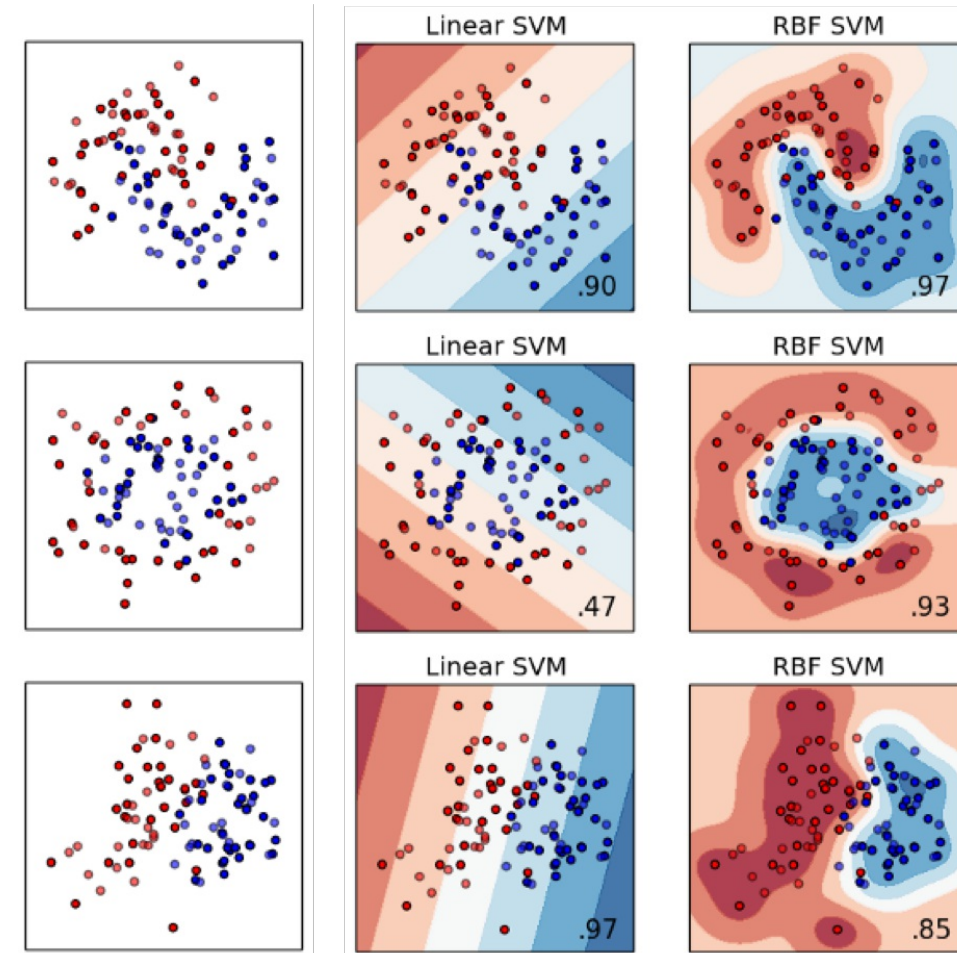 Linear SVM
RBF SVM
.90
.97
Linear SVM
RBF SVM
.47
.93
Linear SVM
RBF SVM
.97
.85